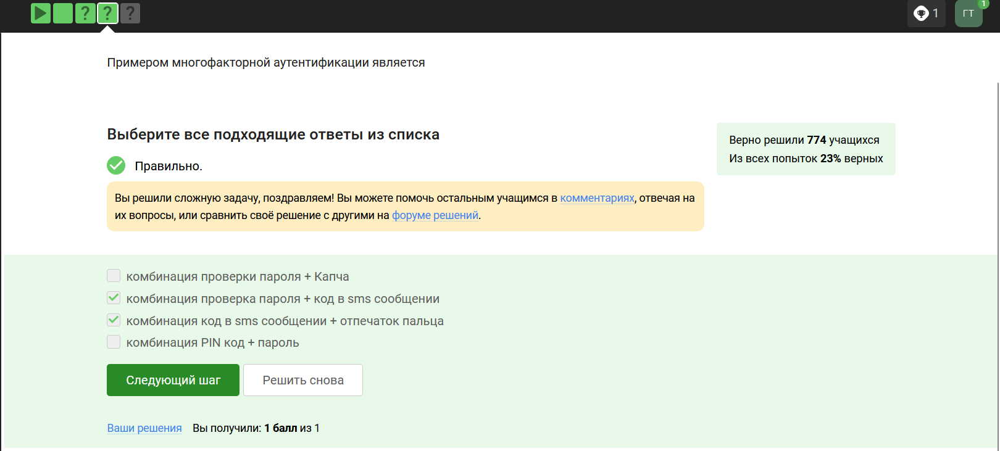 ? ? ?
1
ГТ
1
Примером многофакторной аутентификации является
Выберите все подходящие ответы из списка
Верно решили 774 учащихся
Из всех попыток 23% верных
Правильно.
Вы решили сложную задачу, поздравляем! Вы можете помочь остальным учащимся в комментариях, отвечая на
их вопросы, или сравнить своё решение с другими на форуме решений.
комбинация проверки пароля + Капча
комбинация проверка пароля + код в sms сообщении
комбинация код в sms сообщении + отпечаток пальца
комбинация PIN код + пароль
Следующий шаг
Решить снова
Ваши решения Вы получили: 1 балл из 1